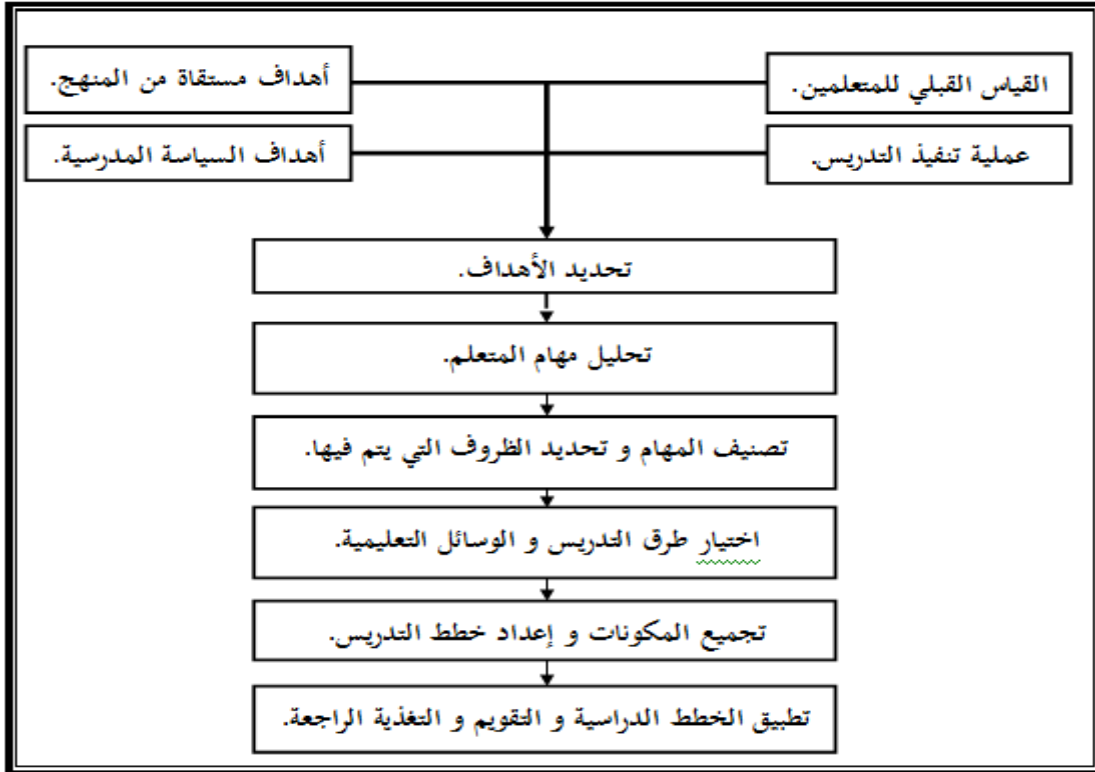 القياس القبلي للمتعلمين.
أهداف مستقاة من المنهج.
عملية تنفيذ التدريس.
أهداف السياسة المدرسية.
تحديد الأهداف.
تحليل مهام المتعلم.
تصنيف المهام و تحديد الظروف التي يتم فيها.
اختيار طرق التدريس و الوسائل التعليمية.
تجميع المكونات و إعداد خطط التدريس.
تطبيق الخطط الدراسية و التقويم و التغذية الراجعة.